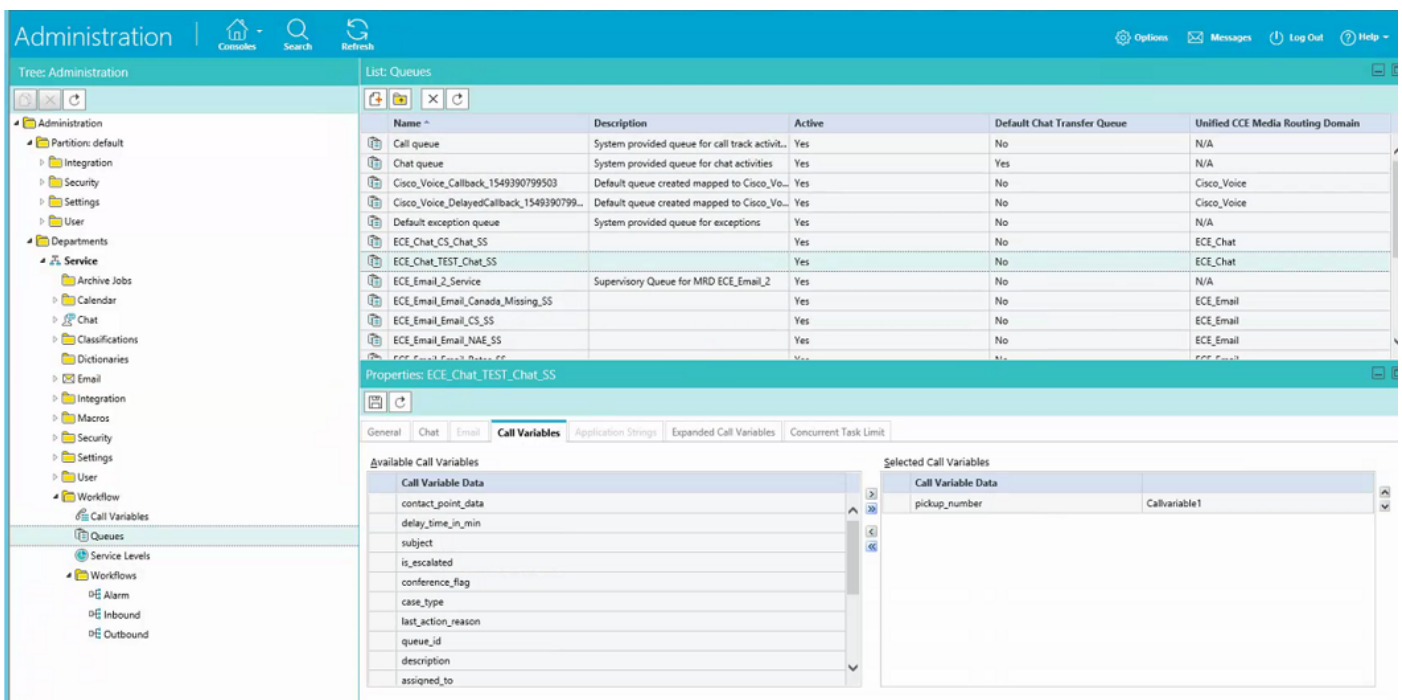 Administration
Consoles Search Refresh Options Messages Log Out Help
Tree: Administration
Administration
Partition: default
Integration
Security
Settings
User
Departments
Service
Archive Jobs
Calendar
Chat
Classifications
Dictionaries
Email
Integration
Macros
Security
Settings
User
Workflow
Call Variables
Queues
Service Levels
Workflows
Alarm
Inbound
Outbound
List: Queues
Name Description Active Default Chat Transfer Queue Unified CCE Media Routing Domain
Call queue System provided queue for call track activit... Yes No N/A
Chat queue System provided queue for chat activities Yes Yes N/A
Cisco_Voice_Callback_1549390799503 Default queue created mapped to Cisco_Vo... Yes No Cisco_Voice
Cisco_Voice_DelayedCallback_1549390799... Default queue created mapped to Cisco_Vo... Yes No Cisco_Voice
Default exception queue System provided queue for exceptions Yes No N/A
ECE_Chat_CS_Chat_SS Yes No ECE_Chat
ECE_Chat_TEST_Chat_SS Yes No ECE_Chat
ECE_Email_2_Service Supervisory Queue for MRD ECE_Email_2 Yes No N/A
ECE_Email_Email_Canada_Missing_SS Yes No ECE_Email
ECE_Email_Email_CS_SS Yes No ECE_Email
ECE_Email_Email_NAE_SS Yes No ECE_Email
Properties: ECE_Chat_TEST_Chat_SS
General Chat Email Call Variables Application Strings Expanded Call Variables Concurrent Task Limit
Available Call Variables
Call Variable Data
contact_point_data
delay_time_in_min
subject
is_escalated
conference_flag
case_type
last_action_reason
queue_id
description
assigned_to
Selected Call Variables
Call Variable Data
pickup_number Callvariable1